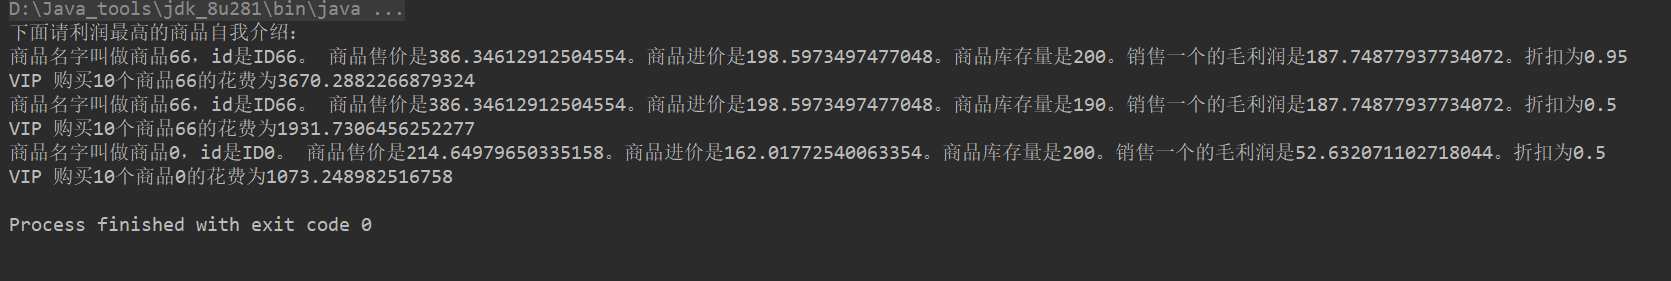 D:\Java_tools\jdk_8u281\bin\java ...
下面请利润最高的商品自我介绍：
商品名字叫做商品66，id是ID66。 商品售价是386.34612912504554。商品进价是198.5973497477048。商品库存量是200。销售一个的毛利润是187.74877937734072。折扣为0.95
VIP 购买10个商品66的花费为3670.2882266879324
商品名字叫做商品66，id是ID66。 商品售价是386.34612912504554。商品进价是198.5973497477048。商品库存量是190。销售一个的毛利润是187.74877937734072。折扣为0.5
VIP 购买10个商品66的花费为1931.7306456252277
商品名字叫做商品0，id是ID0。 商品售价是214.64979650335158。商品进价是162.01772540063354。商品库存量是200。销售一个的毛利润是52.632071102718044。折扣为0.5
VIP 购买10个商品0的花费为1073.248982516758
Process finished with exit code 0